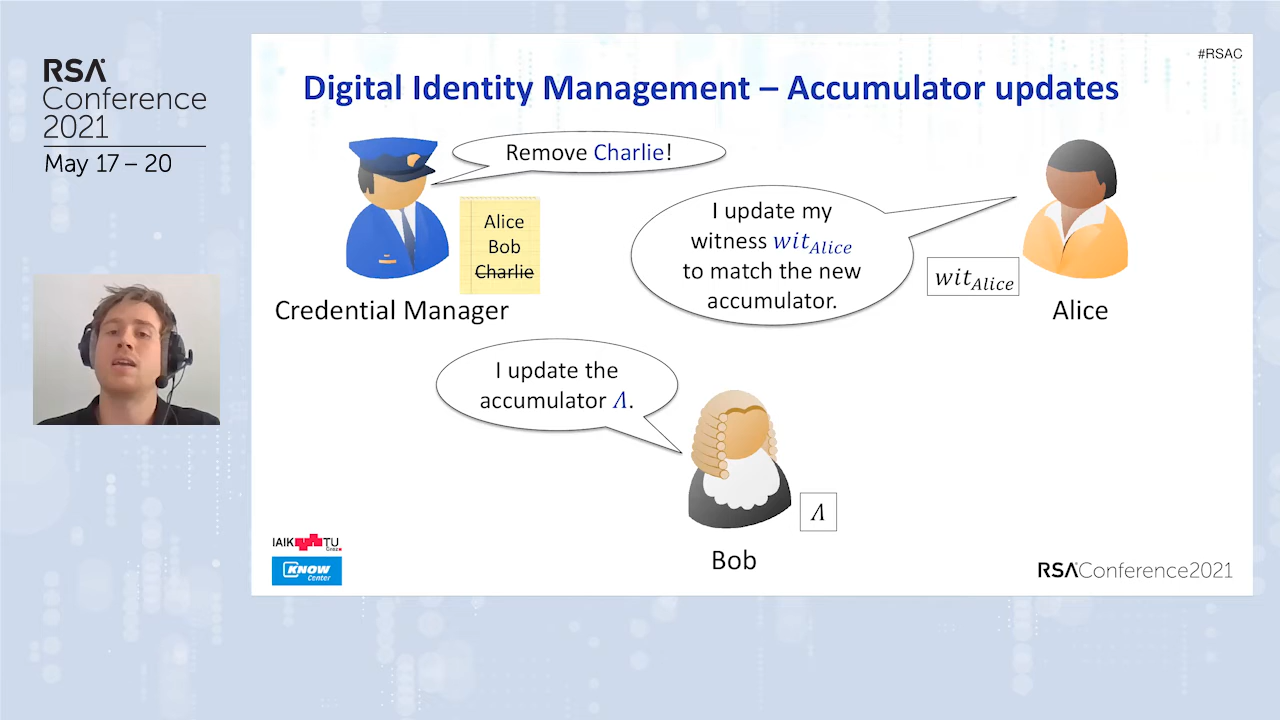 RSA
Conference
2021
May 17 – 20
#RSAC
Digital Identity Management – Accumulator updates
Remove Charlie!
Alice
Bob
Charlie
Credential Manager
I update my
witness wit_Alice
to match the new
accumulator.
wit_Alice
Alice
I update the
accumulator Λ.
Λ
Bob
IAIK TU
Graz
KNOW
Center
RSAConference2021